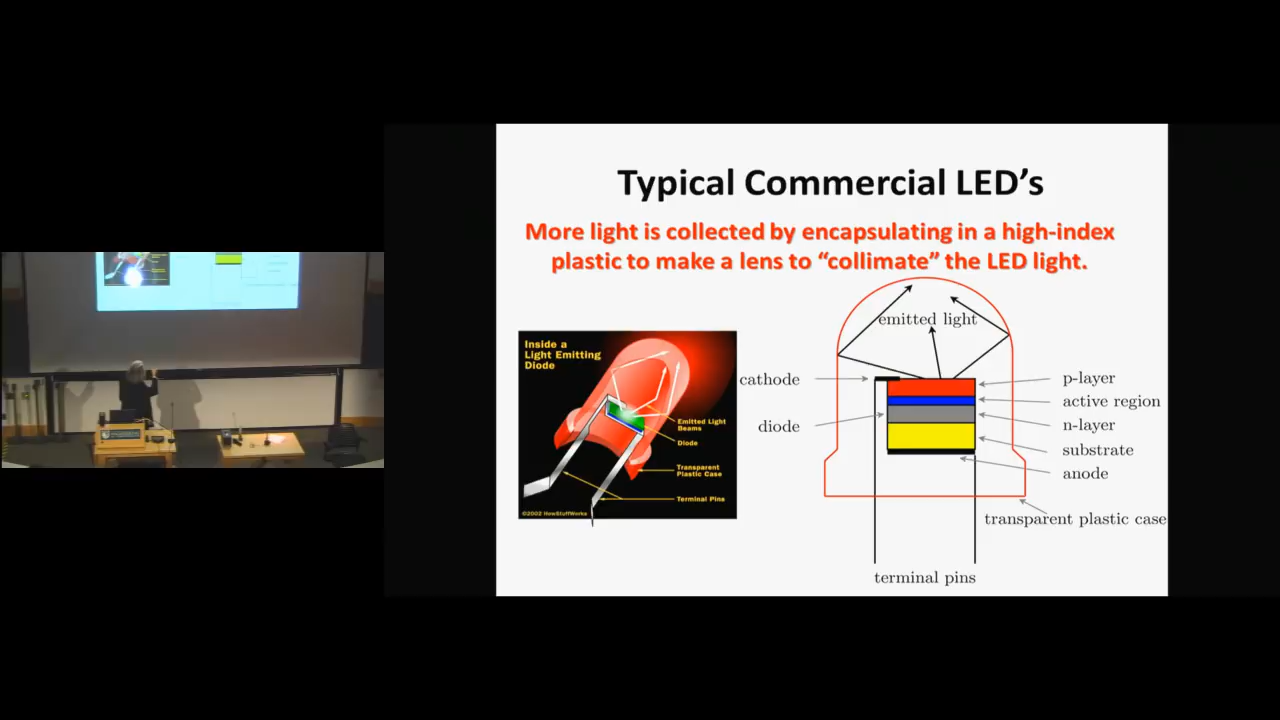 Typical Commercial LED's
More light is collected by encapsulating in a high-index
plastic to make a lens to “collimate” the LED light.
Inside a
Light Emitting
Diode
Emitted Light
Beams
Diode
Transparent
Plastic Case
Terminal Pins
©2002 HowStuffWorks
emitted light
cathode
diode
p-layer
active region
n-layer
substrate
anode
transparent plastic case
terminal pins